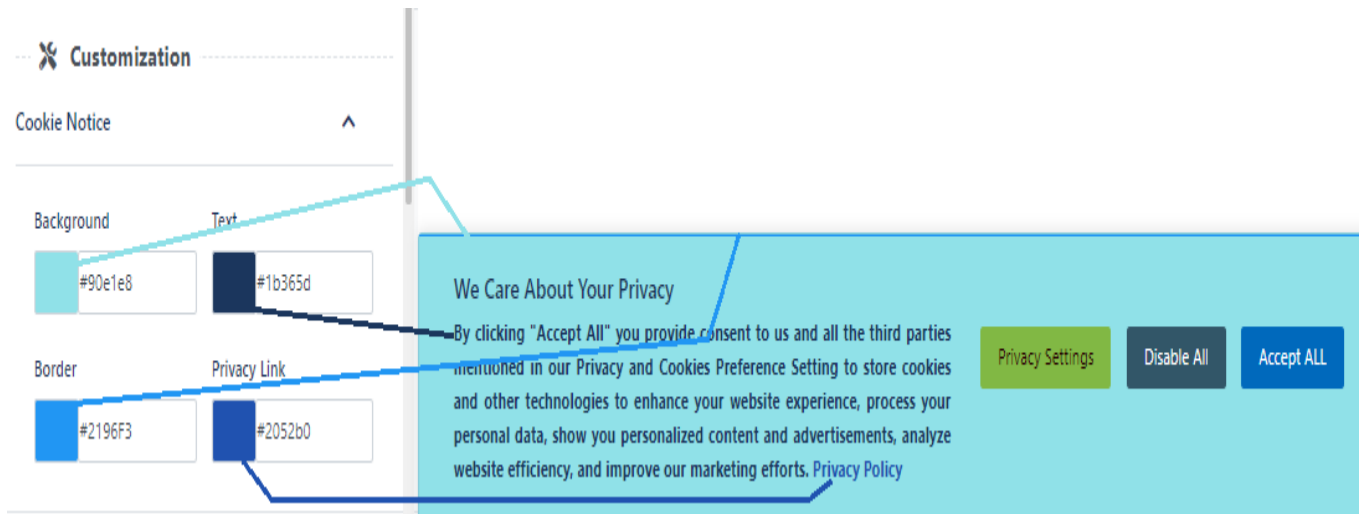 Customization
Cookie Notice
Background Text
#90e1e8 #1b365d
Border Privacy Link
#2196F3 #2052b0
We Care About Your Privacy
By clicking "Accept All" you provide consent to us and all the third parties
mentioned in our Privacy and Cookies Preference Setting to store cookies
and other technologies to enhance your website experience, process your
personal data, show you personalized content and advertisements, analyze
website efficiency, and improve our marketing efforts. Privacy Policy
Privacy Settings Disable All Accept ALL